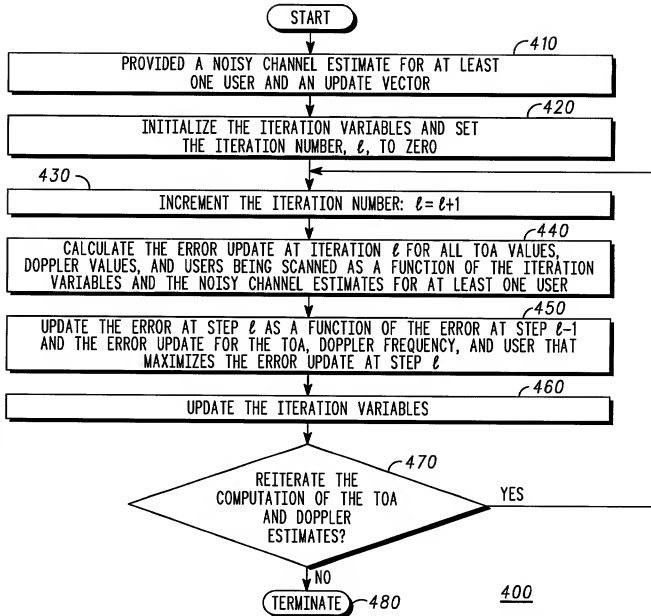 START
410
PROVIDED A NOISY CHANNEL ESTIMATE FOR AT LEAST
ONE USER AND AN UPDATE VECTOR
420
INITIALIZE THE ITERATION VARIABLES AND SET
THE ITERATION NUMBER, ℓ, TO ZERO
430
INCREMENT THE ITERATION NUMBER: ℓ=ℓ+1
440
CALCULATE THE ERROR UPDATE AT ITERATION ℓ FOR ALL TOA VALUES,
DOPPLER VALUES, AND USERS BEING SCANNED AS A FUNCTION OF THE ITERATION
VARIABLES AND THE NOISY CHANNEL ESTIMATES FOR AT LEAST ONE USER
450
UPDATE THE ERROR AT STEP ℓ AS A FUNCTION OF THE ERROR AT STEP ℓ-1
AND THE ERROR UPDATE FOR THE TOA, DOPPLER FREQUENCY, AND USER THAT
MAXIMIZES THE ERROR UPDATE AT STEP ℓ
460
UPDATE THE ITERATION VARIABLES
470
REITERATE THE
COMPUTATION OF THE TOA
AND DOPPLER
ESTIMATES?
YES
NO
TERMINATE
480
400